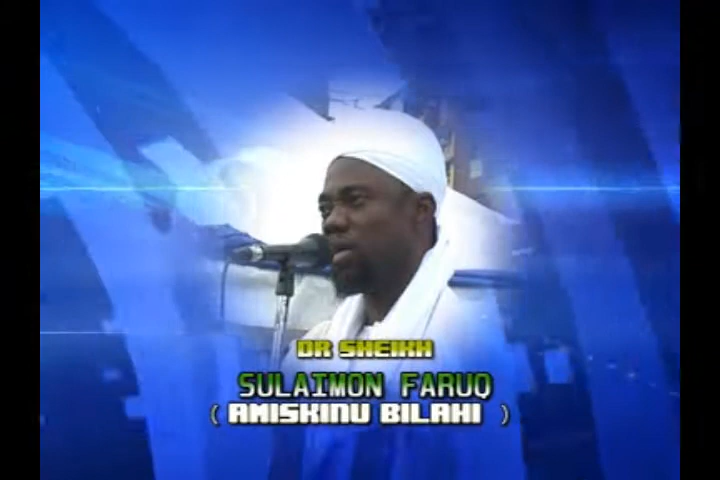 DR SHEIKH
SULAIMON FARUQ
( AMISKINU BILAHI )